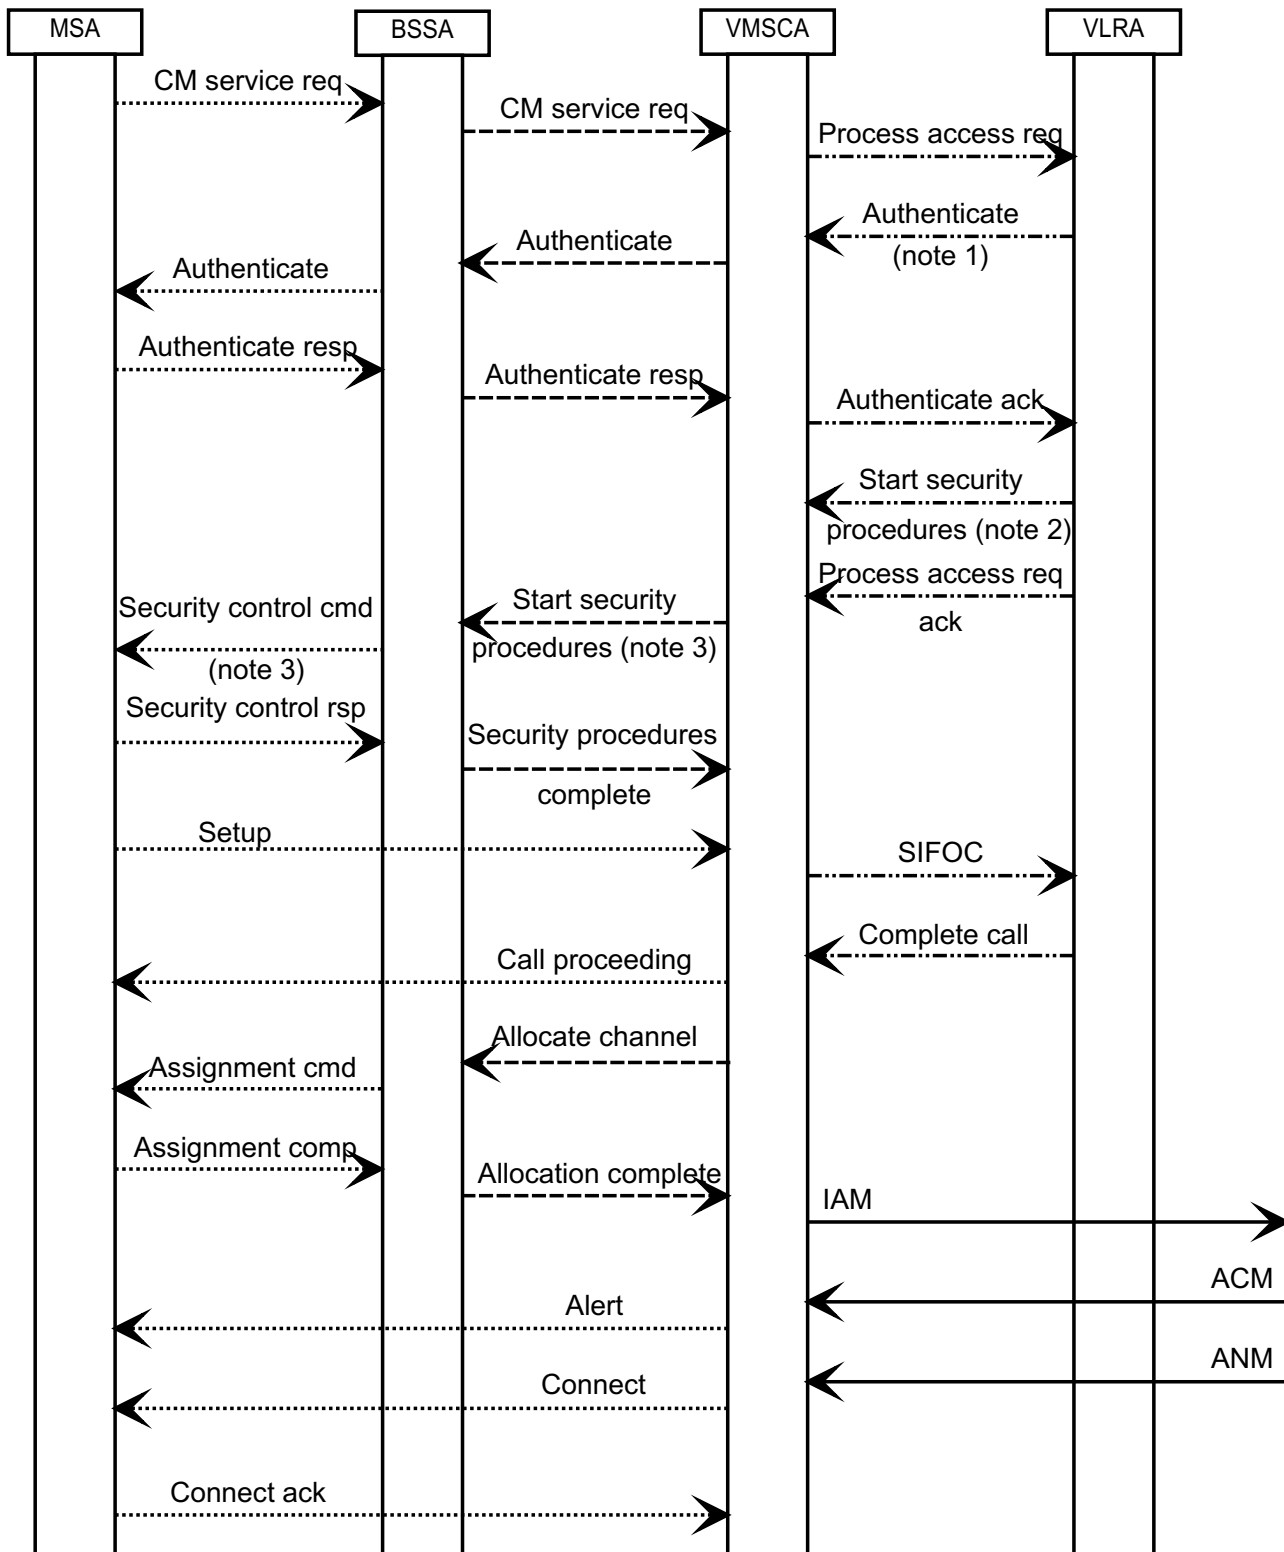 MSA
BSSA
VMSCA
VLRA
CM service req
CM service req
Process access req
Authenticate
(note 1)
Authenticate
Authenticate
Authenticate resp
Authenticate resp
Authenticate ack
Start security
procedures (note 2)
Process access req
ack
Start security
procedures (note 3)
Security control cmd
(note 3)
Security control rsp
Security procedures
complete
Setup
SIFOC
Complete call
Call proceeding
Allocate channel
Assignment cmd
Assignment comp
Allocation complete
IAM
ACM
Alert
ANM
Connect
Connect ack